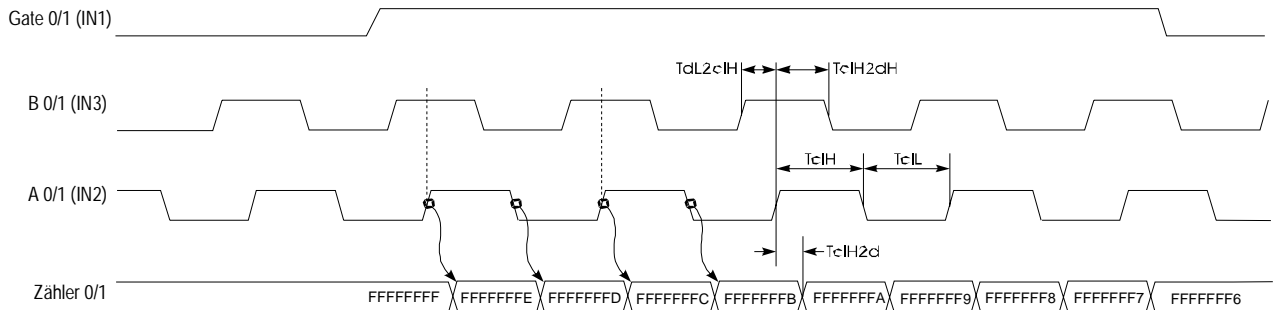 Gate 0/1 (IN1)
TdL2clH TclH2dH
B 0/1 (IN3)
TclH TclL
A 0/1 (IN2)
TclH2d
Zähler 0/1
FFFFFFFF FFFFFFFE FFFFFFFD FFFFFFFC FFFFFFFB FFFFFFFA FFFFFFF9 FFFFFFF8 FFFFFFF7 FFFFFFF6